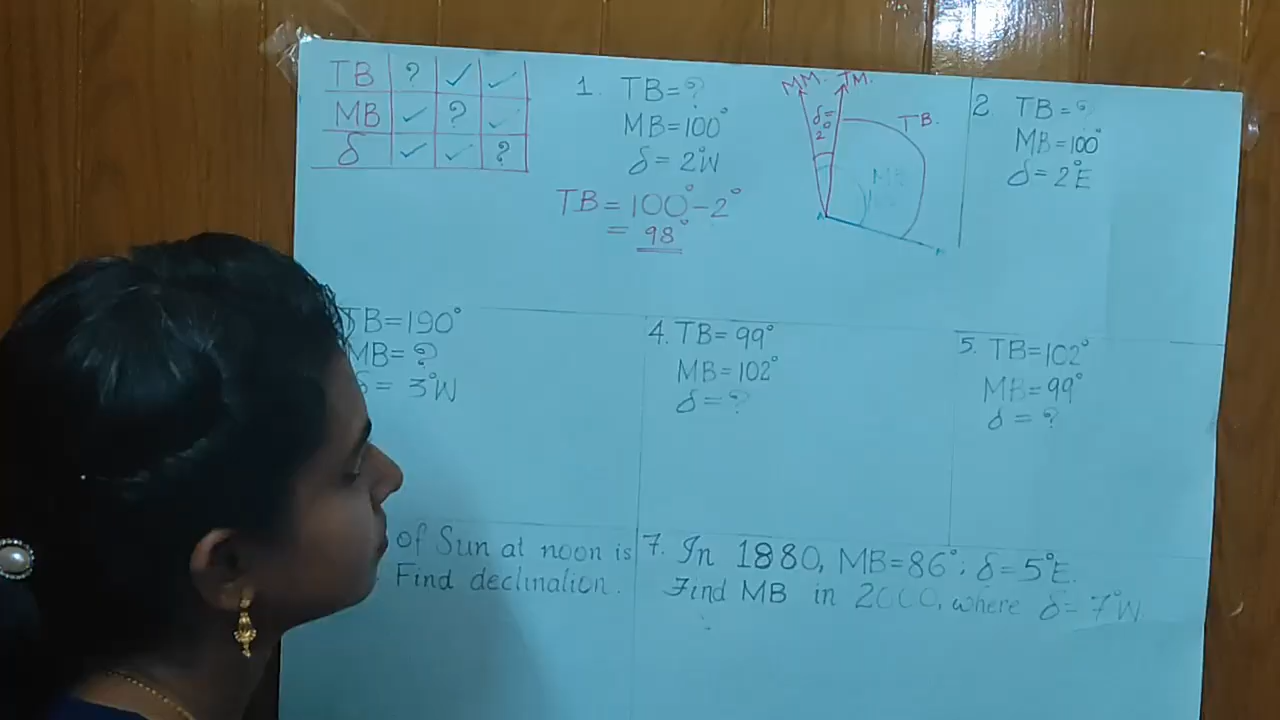 TB ? ✓ ✓
MB ✓ ? ✓
δ ✓ ✓ ?
1. TB = ?
MB = 100°
δ = 2°W
TB = 100° - 2°
= 98°
MM. TM.
δ=
2°
TB.
MB
A
2. TB = ?
MB = 100°
δ = 2°E
TB = 190°
MB = ?
δ = 3°W
4. TB = 99°
MB = 102°
δ = ?
5. TB = 102°
MB = 99°
δ = ?
of Sun at noon is
Find declination.
7. In 1880, MB = 86°; δ = 5°E.
Find MB in 2000, where δ = 7°W